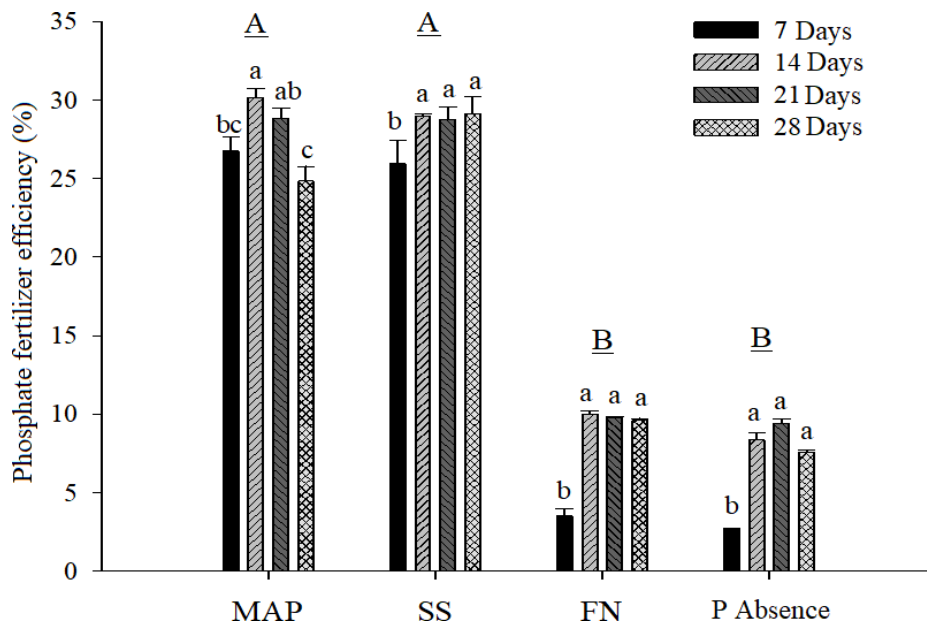 Phosphate fertilizer efficiency (%)
35
30
25
20
15
10
5
0
A
A
B
B
bc
a
ab
c
b
a
a
a
b
a
a
a
b
a
a
a
7 Days
14 Days
21 Days
28 Days
MAP
SS
FN
P Absence